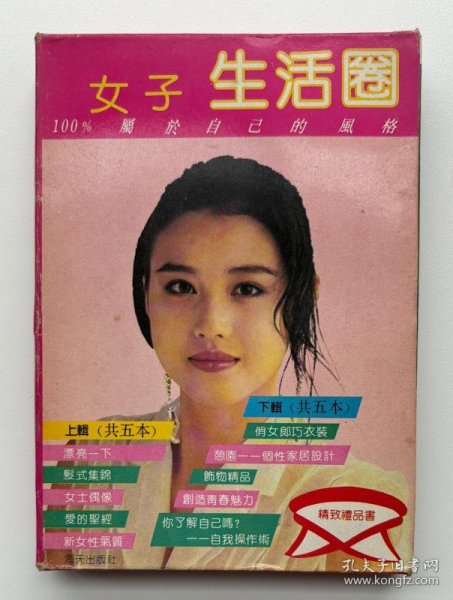 女子 生活圈
100% 屬於自己的風格
下輯（共五本）
俏女郎巧衣裝
憩園——個性家居設計
飾物精品
創造青春魅力
你了解自己嗎?
——自我操作術
上輯（共五本）
漂亮一下
髮式集錦
女士偶像
愛的聖經
新女性氣質
精致禮品書
海天出版社
孔夫子旧书网
www.kongfz.com